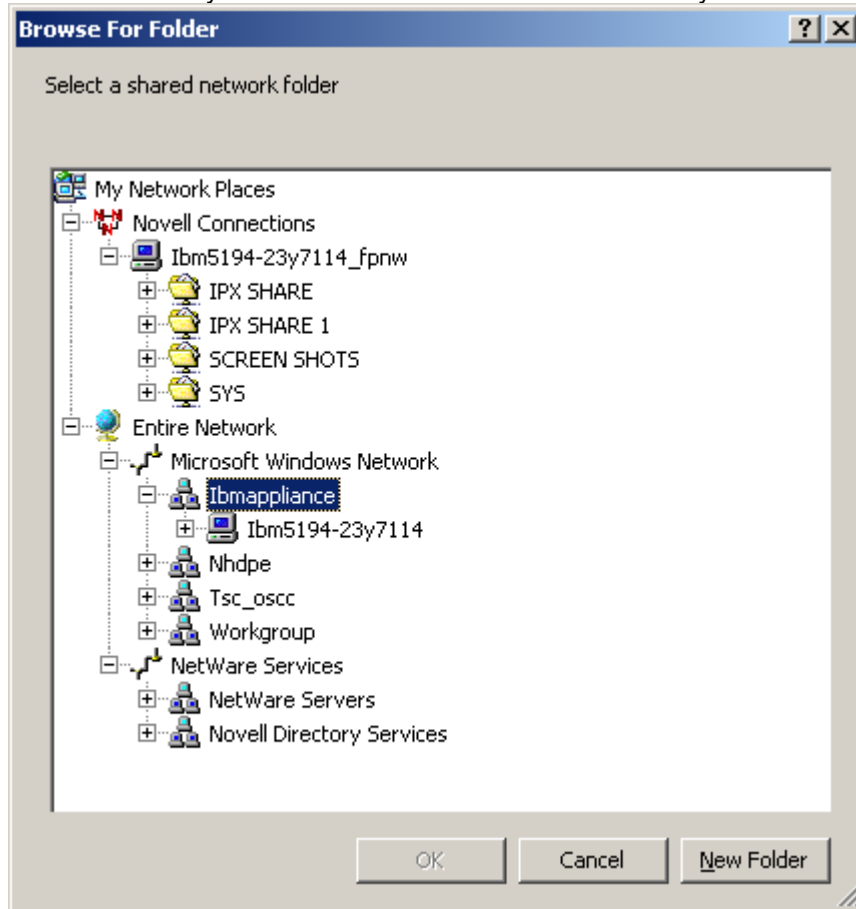 Browse For Folder
Select a shared network folder
My Network Places
Novell Connections
Ibm5194-23y7114_fpnw
IPX SHARE
IPX SHARE 1
SCREEN SHOTS
SYS
Entire Network
Microsoft Windows Network
Ibmappliance
Ibm5194-23y7114
Nhdpe
Tsc_oscc
Workgroup
NetWare Services
NetWare Servers
Novell Directory Services
OK Cancel New Folder